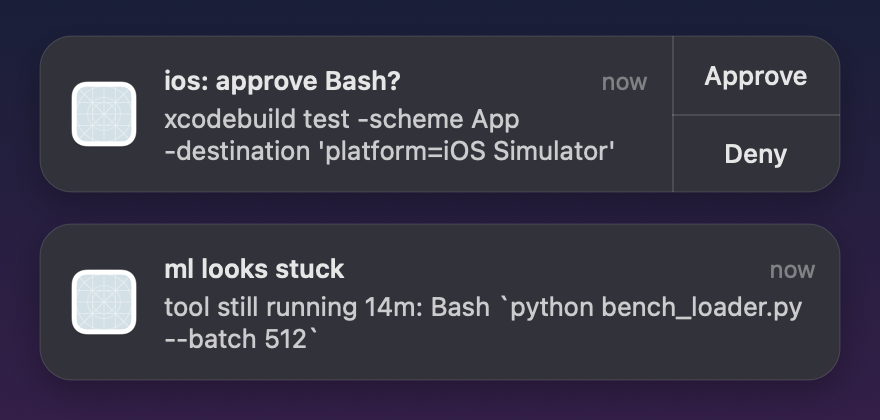 ios: approve Bash?
now
Approve
xcodebuild test -scheme App
-destination 'platform=iOS Simulator'
Deny
ml looks stuck
now
tool still running 14m: Bash `python bench_loader.py
--batch 512`